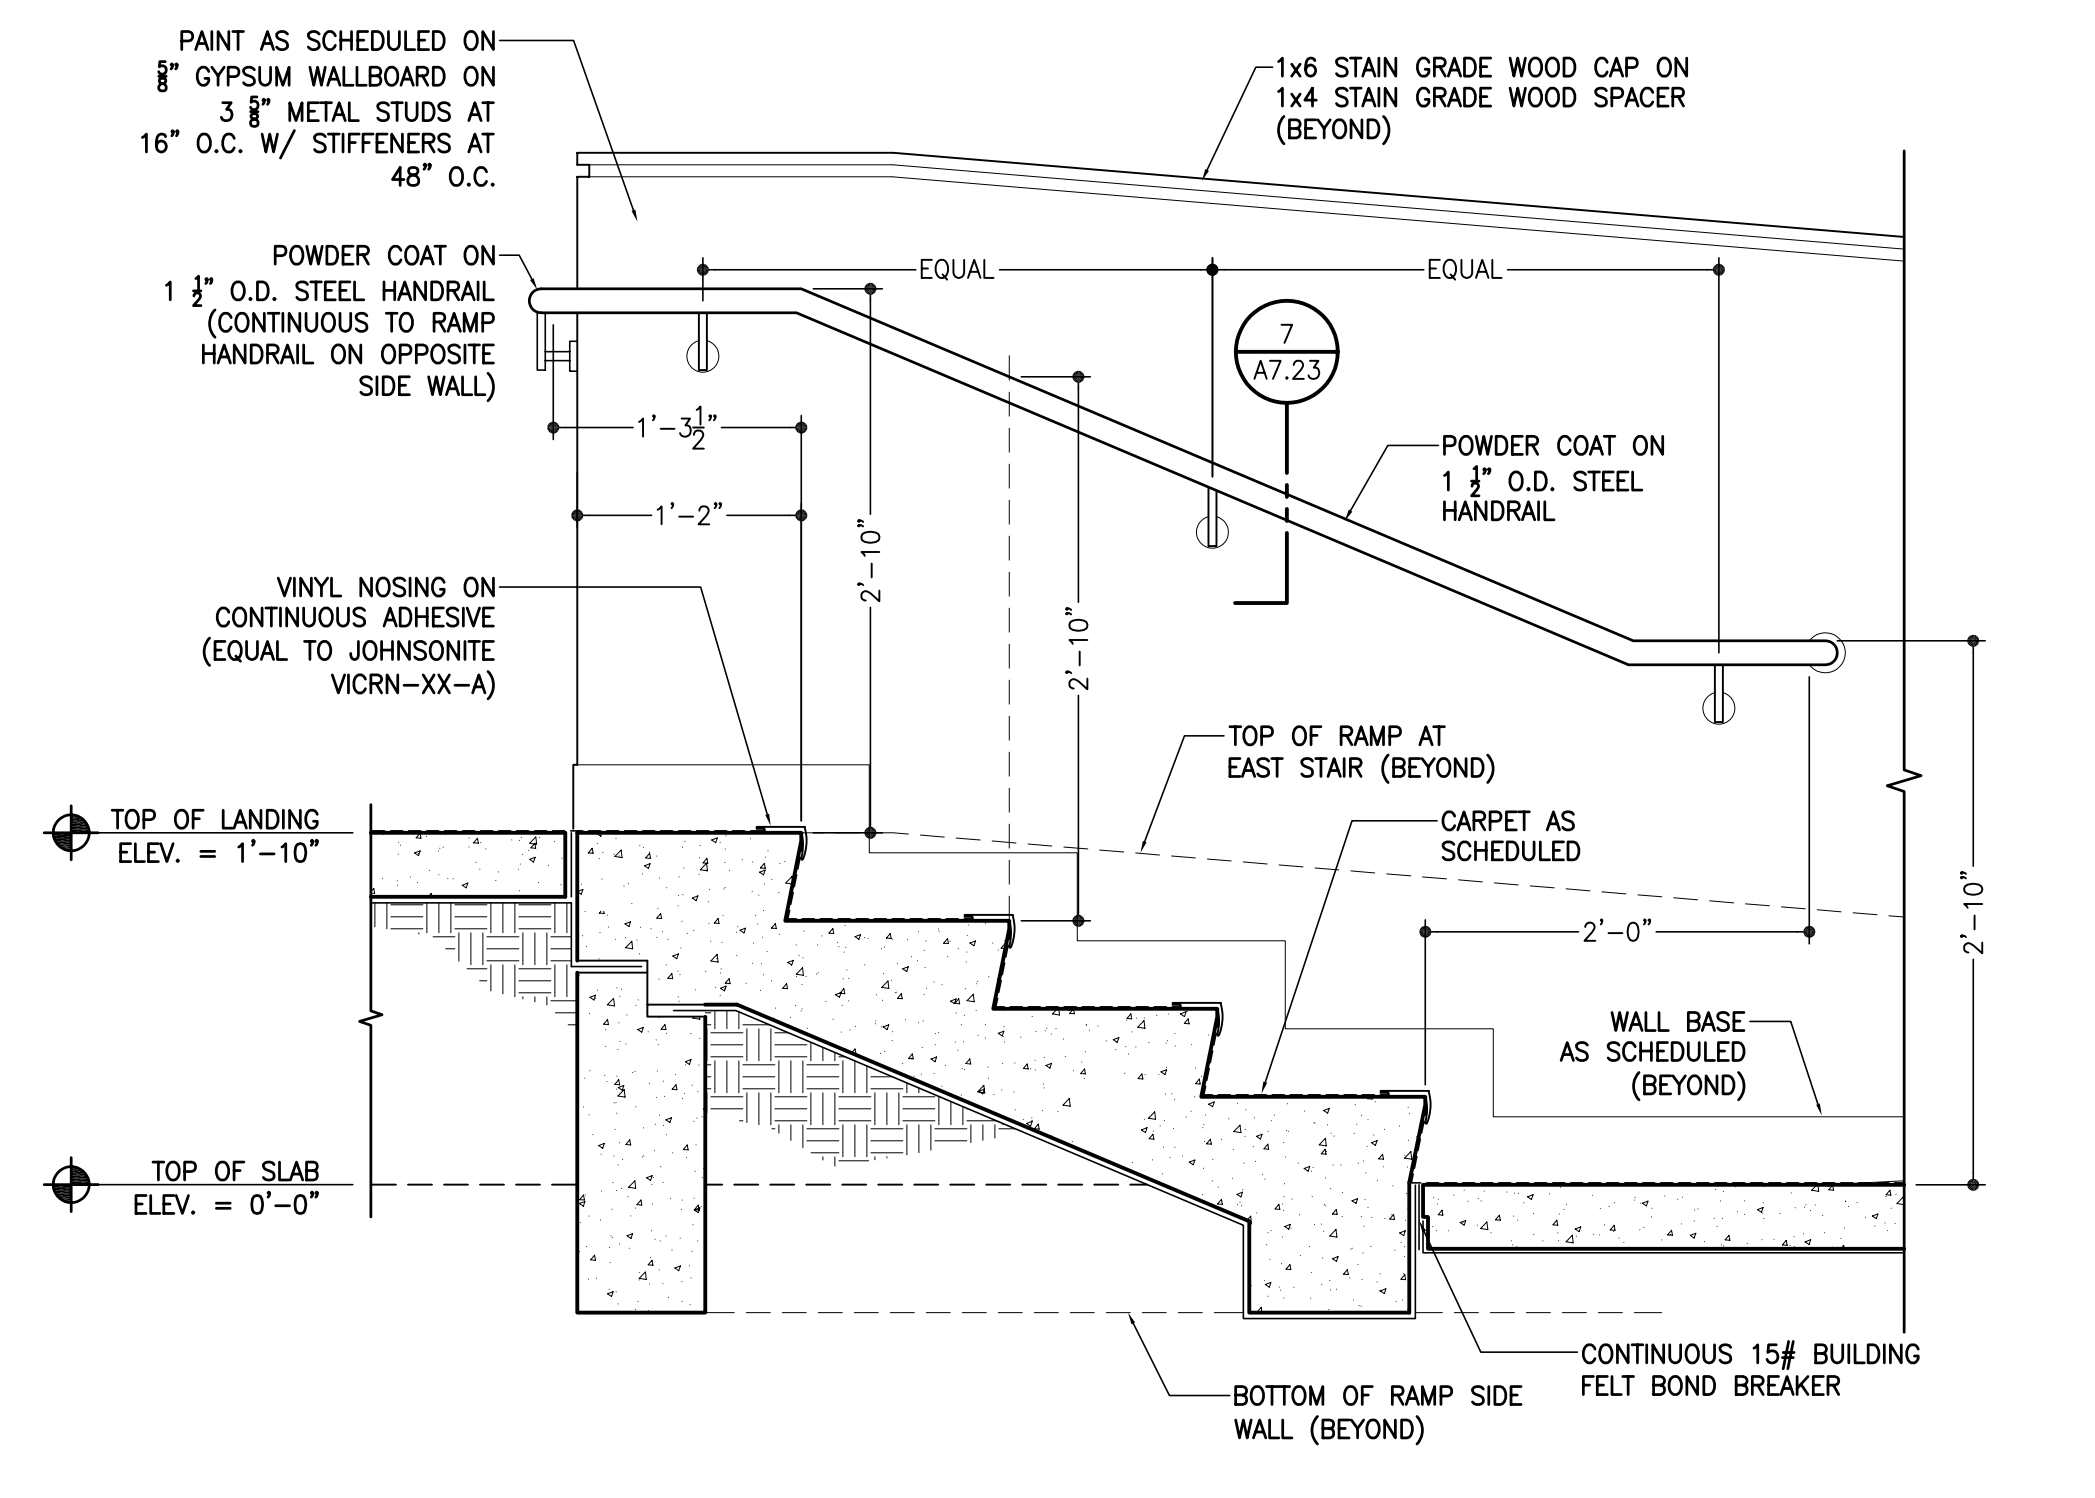 PAINT AS SCHEDULED ON
5/8" GYPSUM WALLBOARD ON
3 5/8" METAL STUDS AT
16" O.C. W/ STIFFENERS AT
48" O.C.
1x6 STAIN GRADE WOOD CAP ON
1x4 STAIN GRADE WOOD SPACER
(BEYOND)
POWDER COAT ON
1 1/2" O.D. STEEL HANDRAIL
(CONTINUOUS TO RAMP
HANDRAIL ON OPPOSITE
SIDE WALL)
EQUAL
EQUAL
7
A7.23
1'-3 1/2"
1'-2"
2'-10"
2'-10"
POWDER COAT ON
1 1/2" O.D. STEEL
HANDRAIL
VINYL NOSING ON
CONTINUOUS ADHESIVE
(EQUAL TO JOHNSONITE
VICRN-XX-A)
TOP OF RAMP AT
EAST STAIR (BEYOND)
TOP OF LANDING
ELEV. = 1'-10"
CARPET AS
SCHEDULED
2'-0"
2'-10"
WALL BASE
AS SCHEDULED
(BEYOND)
TOP OF SLAB
ELEV. = 0'-0"
CONTINUOUS 15# BUILDING
FELT BOND BREAKER
BOTTOM OF RAMP SIDE
WALL (BEYOND)